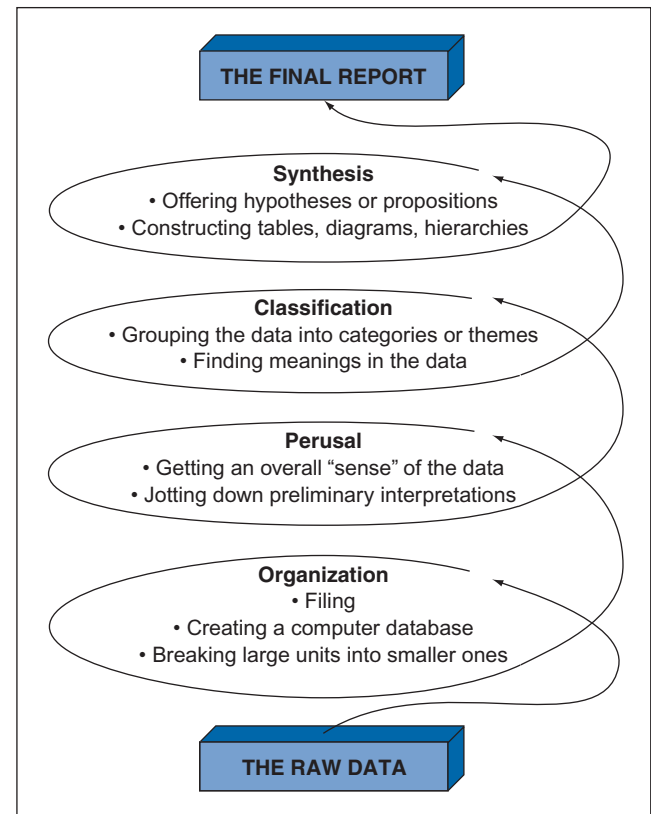 THE FINAL REPORT
Synthesis
• Offering hypotheses or propositions
• Constructing tables, diagrams, hierarchies
Classification
• Grouping the data into categories or themes
• Finding meanings in the data
Perusal
• Getting an overall “sense” of the data
• Jotting down preliminary interpretations
Organization
• Filing
• Creating a computer database
• Breaking large units into smaller ones
THE RAW DATA